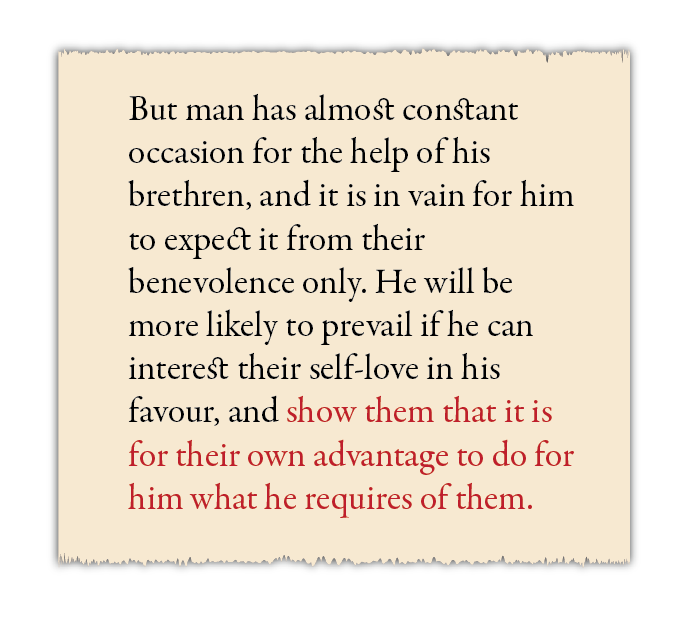 But man has almost constant
occasion for the help of his
brethren, and it is in vain for him
to expect it from their
benevolence only. He will be
more likely to prevail if he can
interest their self-love in his
favour, and show them that it is
for their own advantage to do for
him what he requires of them.